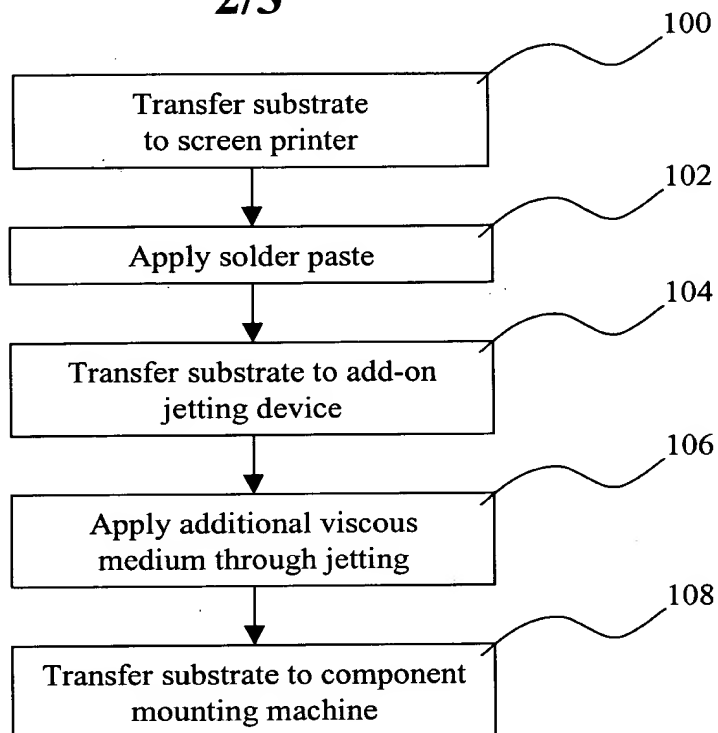 2/3
100
Transfer substrate
to screen printer
102
Apply solder paste
104
Transfer substrate to add-on
jetting device
106
Apply additional viscous
medium through jetting
108
Transfer substrate to component
mounting machine